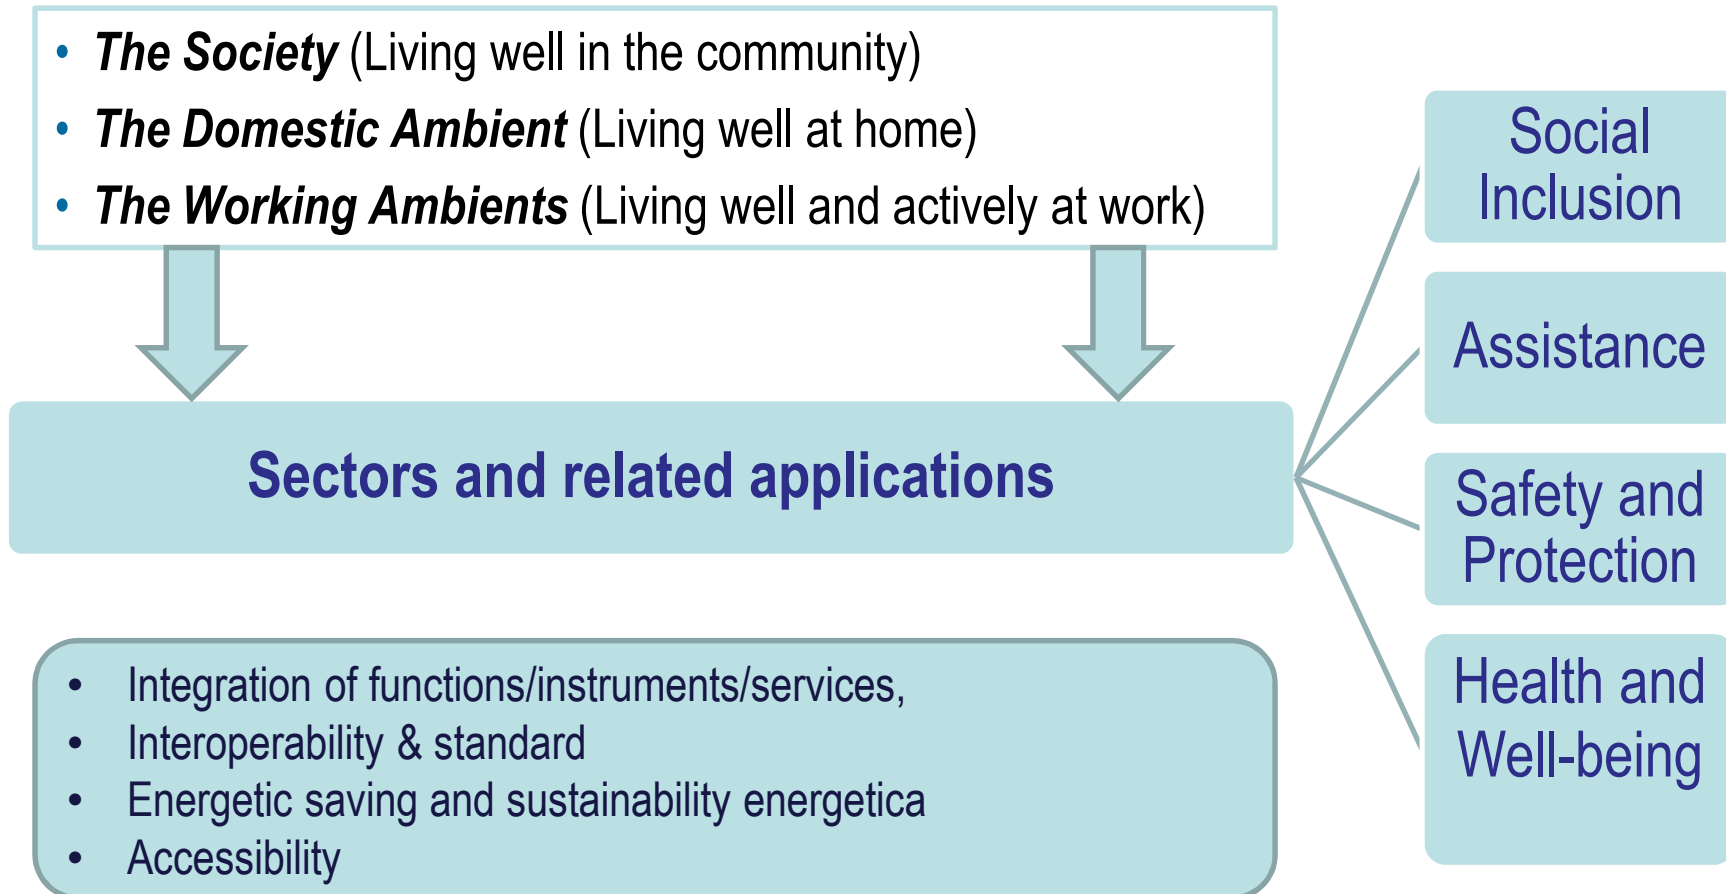 • The Society (Living well in the community)
• The Domestic Ambient (Living well at home)
• The Working Ambients (Living well and actively at work)
Sectors and related applications
Social
Inclusion
Assistance
Safety and
Protection
Health and
Well-being
• Integration of functions/instruments/services,
• Interoperability & standard
• Energetic saving and sustainability energetica
• Accessibility